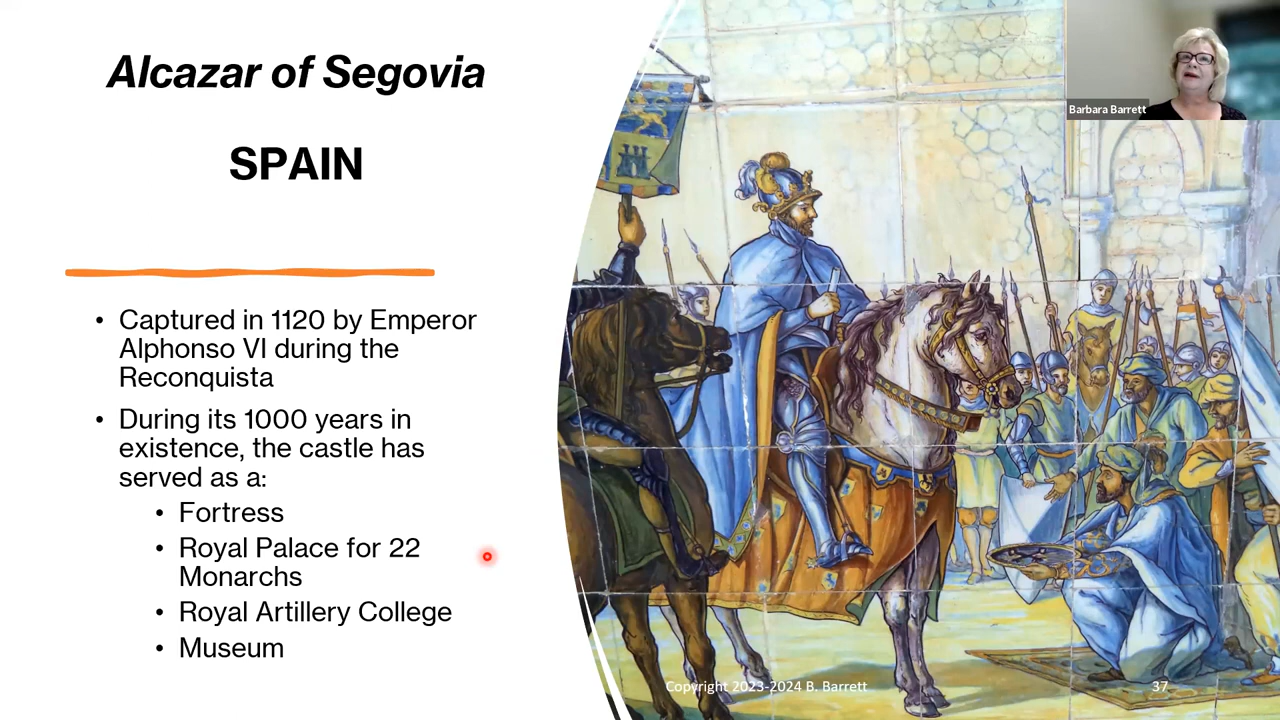 Alcazar of Segovia
SPAIN
• Captured in 1120 by Emperor
Alphonso VI during the
Reconquista
• During its 1000 years in
existence, the castle has
served as a:
• Fortress
• Royal Palace for 22
Monarchs
• Royal Artillery College
• Museum
Barbara Barrett
Copyright 2023-2024 B. Barrett
37